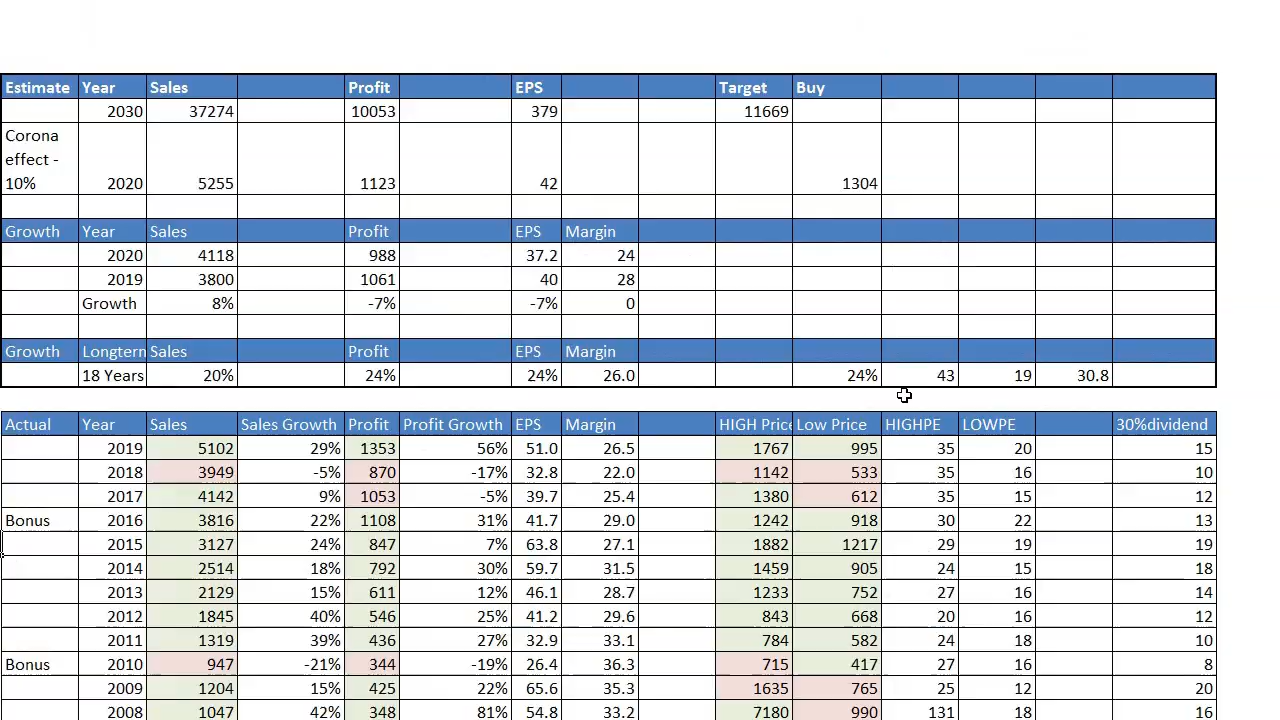 Estimate Year Sales Profit EPS Target Buy
2030 37274 10053 379 11669
Corona
effect -
10% 2020 5255 1123 42 1304
Growth Year Sales Profit EPS Margin
2020 4118 988 37.2 24
2019 3800 1061 40 28
Growth 8% -7% -7% 0
Growth Longterm Sales Profit EPS Margin
18 Years 20% 24% 24% 26.0 24% 43 19 30.8
Actual Year Sales Sales Growth Profit Profit Growth EPS Margin HIGH Price Low Price HIGHPE LOWPE 30%dividend
2019 5102 29% 1353 56% 51.0 26.5 1767 995 35 20 15
2018 3949 -5% 870 -17% 32.8 22.0 1142 533 35 16 10
2017 4142 9% 1053 -5% 39.7 25.4 1380 612 35 15 12
Bonus 2016 3816 22% 1108 31% 41.7 29.0 1242 918 30 22 13
2015 3127 24% 847 7% 63.8 27.1 1882 1217 29 19 19
2014 2514 18% 792 30% 59.7 31.5 1459 905 24 15 18
2013 2129 15% 611 12% 46.1 28.7 1233 752 27 16 14
2012 1845 40% 546 25% 41.2 29.6 843 668 20 16 12
2011 1319 39% 436 27% 32.9 33.1 784 582 24 18 10
Bonus 2010 947 -21% 344 -19% 26.4 36.3 715 417 27 16 8
2009 1204 15% 425 22% 65.6 35.3 1635 765 25 12 20
2008 1047 42% 348 81% 54.8 33.2 7180 990 131 18 16